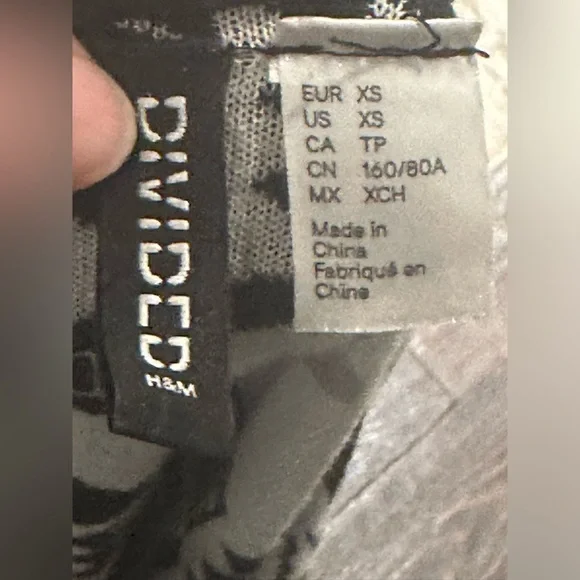 DIVIDED
H&M
EUR XS
US XS
CA TP
CN 160/80A
MX XCH
Made in
China
Fabriqué en
Chine